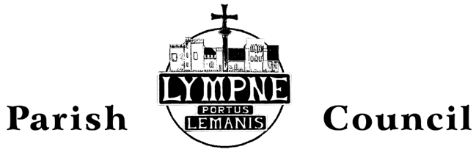 LYMPNE
PORTUS
LEMANIS
Parish Council